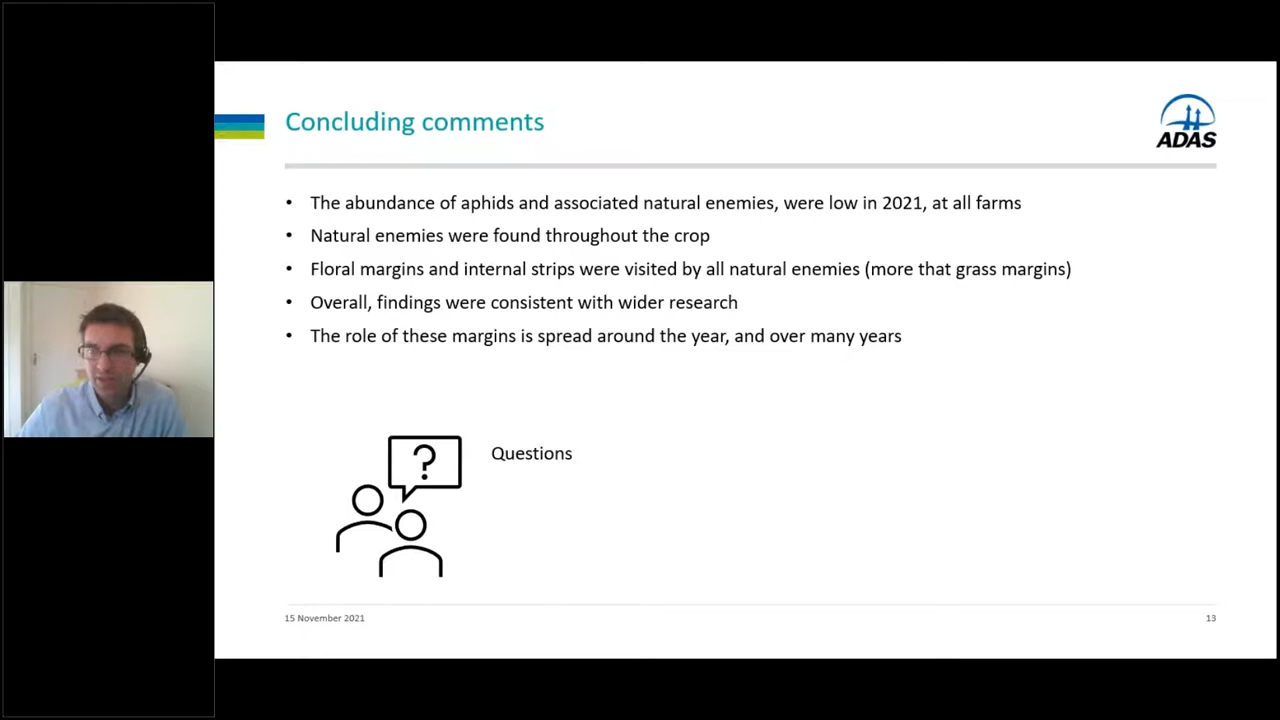 Concluding comments
ADAS
• The abundance of aphids and associated natural enemies, were low in 2021, at all farms
• Natural enemies were found throughout the crop
• Floral margins and internal strips were visited by all natural enemies (more that grass margins)
• Overall, findings were consistent with wider research
• The role of these margins is spread around the year, and over many years
?
Questions
15 November 2021
13